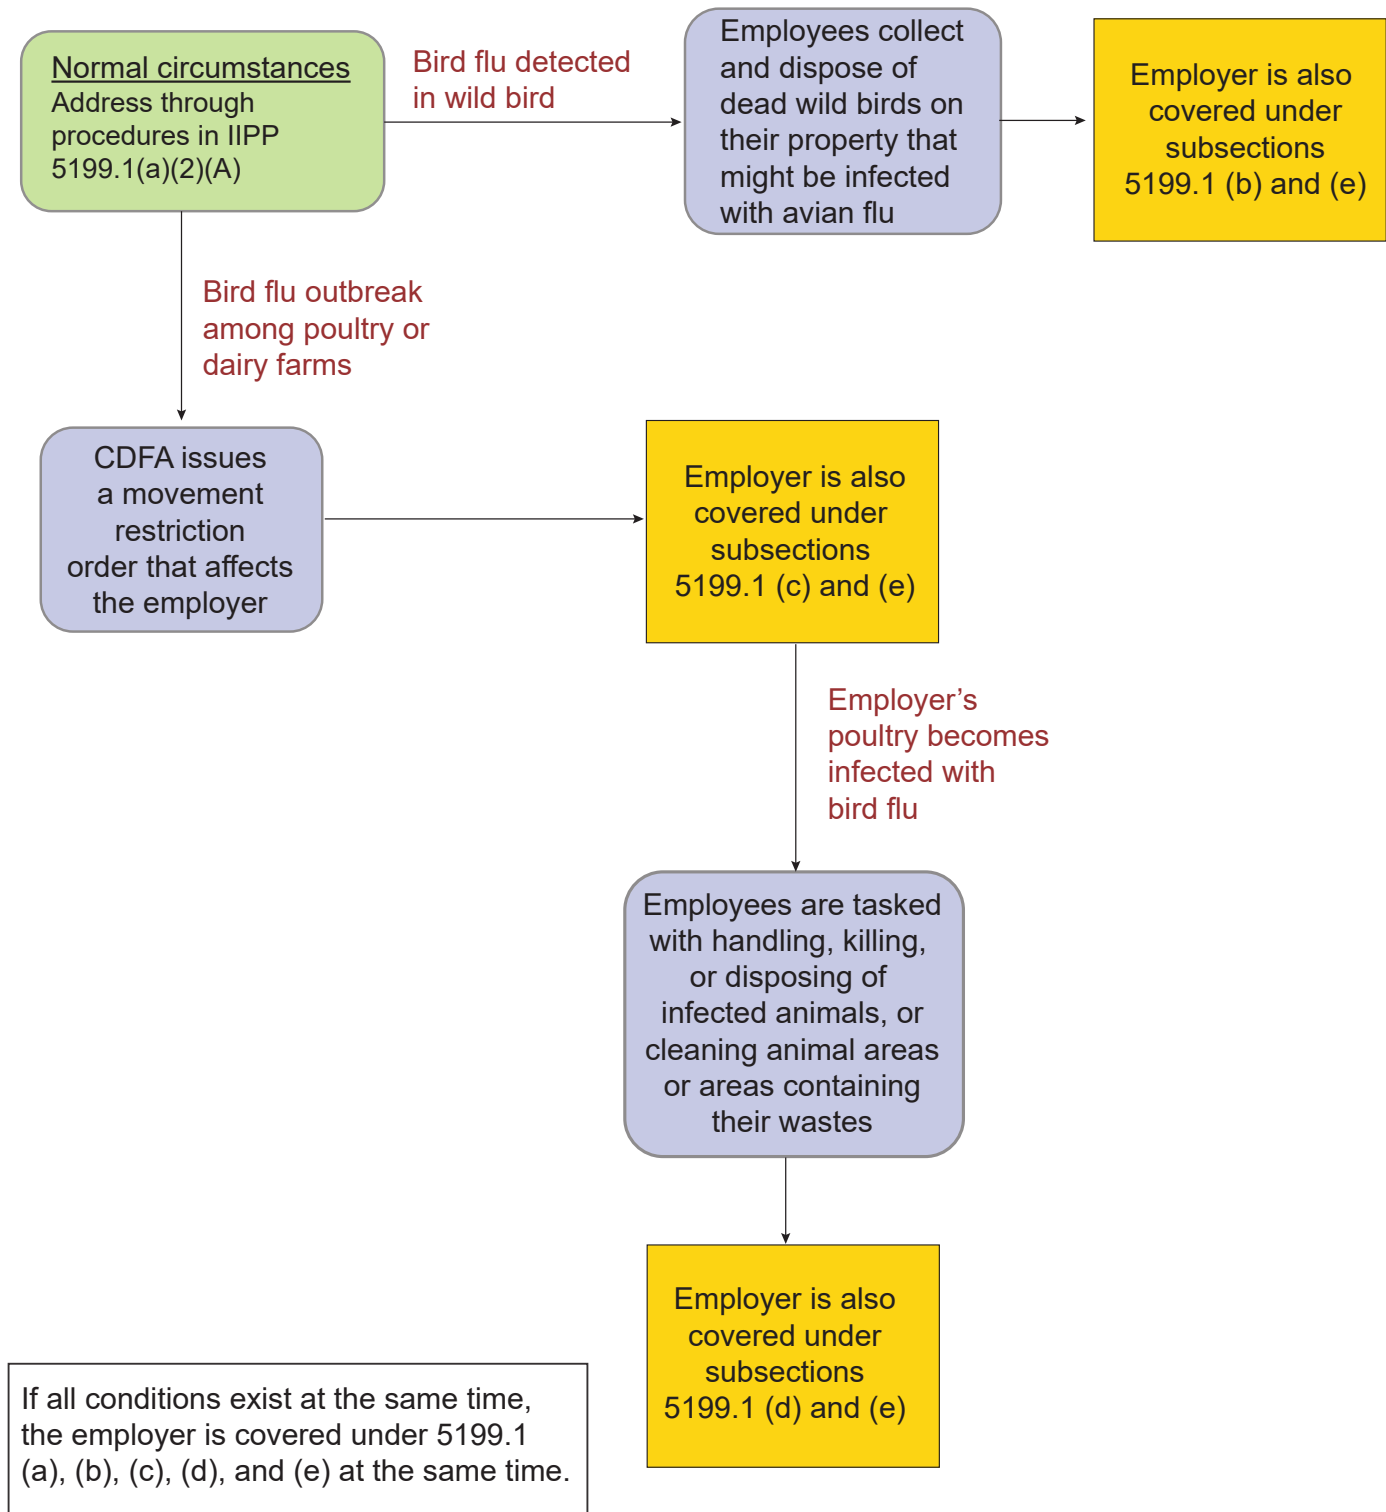 Normal circumstances
Address through
procedures in IIPP
5199.1(a)(2)(A)
Bird flu detected
in wild bird
Employees collect
and dispose of
dead wild birds on
their property that
might be infected
with avian flu
Employer is also
covered under
subsections
5199.1 (b) and (e)
Bird flu outbreak
among poultry or
dairy farms
CDFA issues
a movement
restriction
order that affects
the employer
Employer is also
covered under
subsections
5199.1 (c) and (e)
Employer’s
poultry becomes
infected with
bird flu
Employees are tasked
with handling, killing,
or disposing of
infected animals, or
cleaning animal areas
or areas containing
their wastes
Employer is also
covered under
subsections
5199.1 (d) and (e)
If all conditions exist at the same time,
the employer is covered under 5199.1
(a), (b), (c), (d), and (e) at the same time.